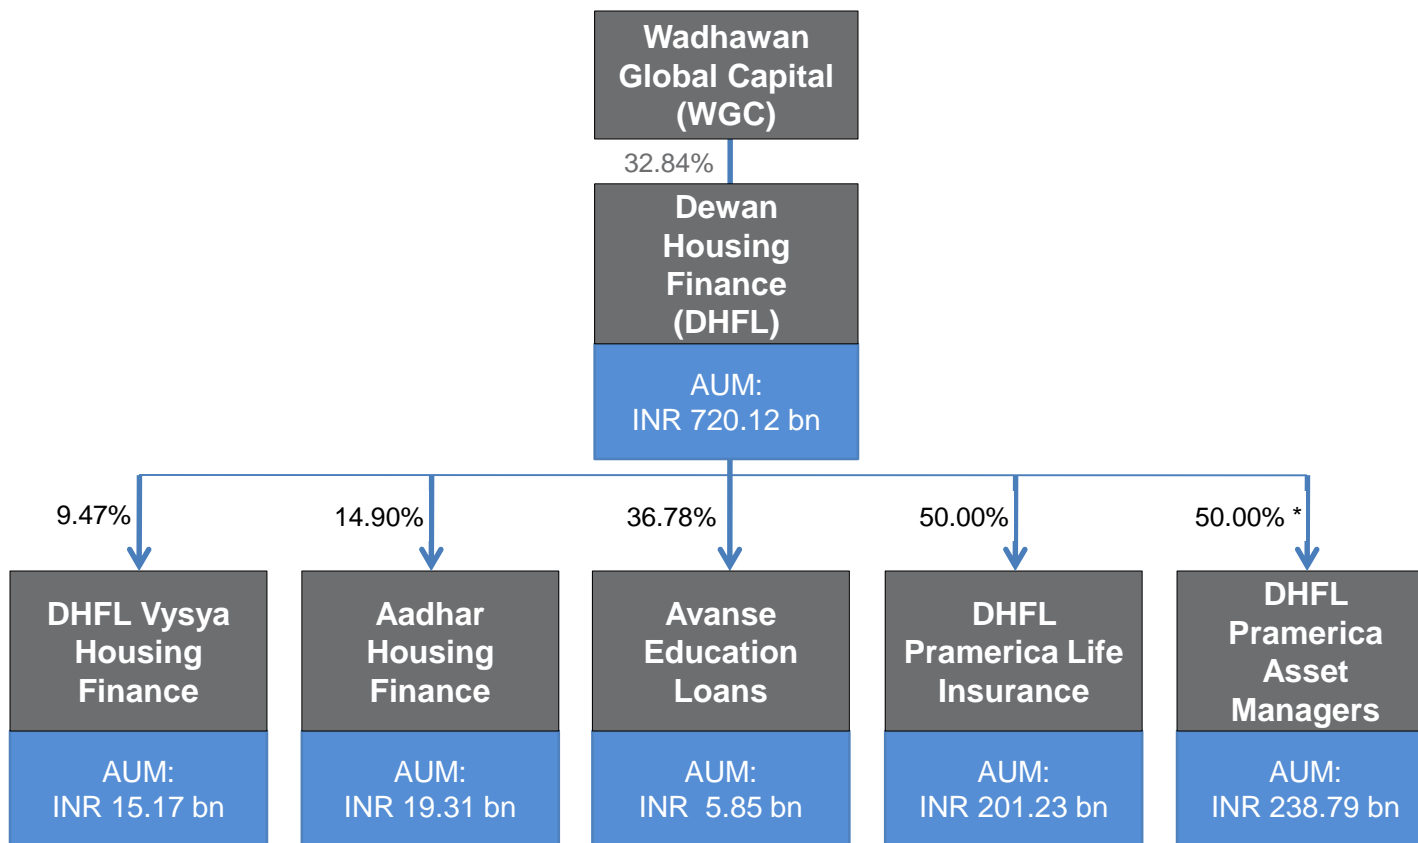 Wadhawan
Global Capital
(WGC)
32.84%
Dewan
Housing
Finance
(DHFL)
AUM:
INR 720.12 bn
9.47%
14.90%
36.78%
50.00%
50.00% *
DHFL Vysya
Housing
Finance
AUM:
INR 15.17 bn
Aadhar
Housing
Finance
AUM:
INR 19.31 bn
Avanse
Education
Loans
AUM:
INR  5.85 bn
DHFL
Pramerica Life
Insurance
AUM:
INR 201.23 bn
DHFL
Pramerica
Asset
Managers
AUM:
INR 238.79 bn